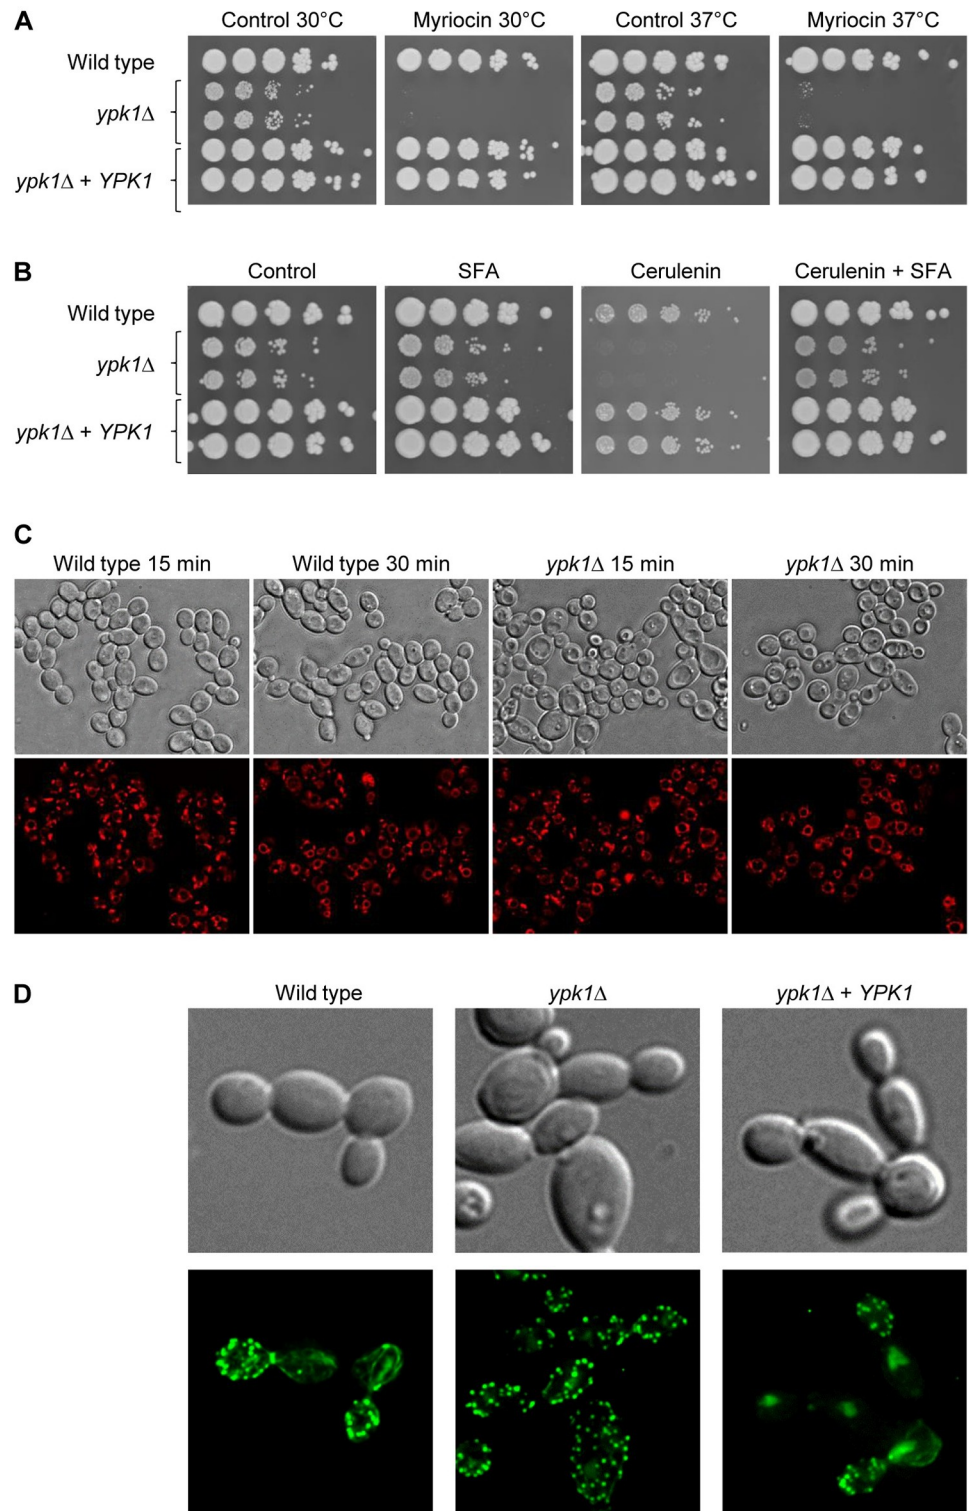 A
Control 30°C Myriocin 30°C Control 37°C Myriocin 37°C
Wild type
ypk1Δ
ypk1Δ + YPK1
B
Control SFA Cerulenin Cerulenin + SFA
Wild type
ypk1Δ
ypk1Δ + YPK1
C
Wild type 15 min Wild type 30 min ypk1Δ 15 min ypk1Δ 30 min
D
Wild type ypk1Δ ypk1Δ + YPK1